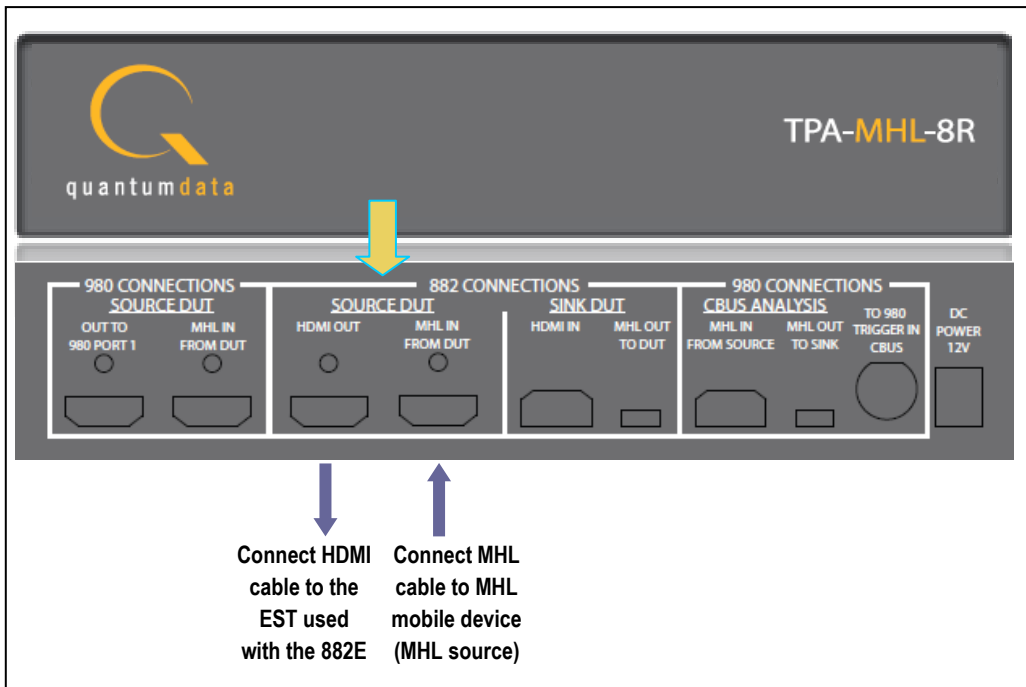 quantumdata
TPA-MHL-8R
980 CONNECTIONS
SOURCE DUT
OUT TO
980 PORT 1
MHL IN
FROM DUT
882 CONNECTIONS
SOURCE DUT
HDMI OUT
MHL IN
FROM DUT
SINK DUT
HDMI IN
MHL OUT
TO DUT
980 CONNECTIONS
CBUS ANALYSIS
MHL IN
FROM SOURCE
MHL OUT
TO SINK
TO 980
TRIGGER IN
CBUS
DC
POWER
12V
Connect HDMI
cable to the
EST used
with the 882E
Connect MHL
cable to MHL
mobile device
(MHL source)